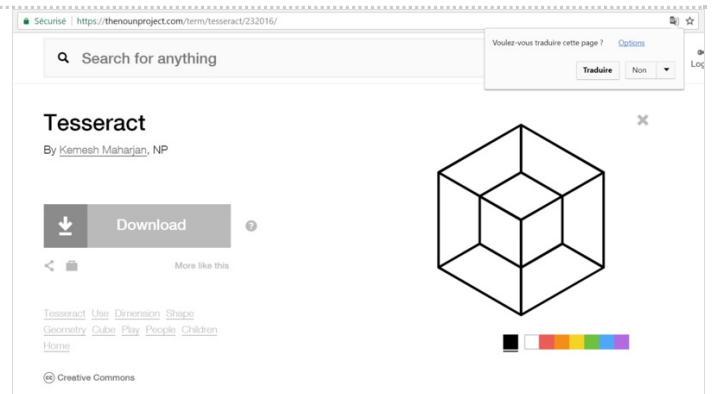 Sécurisé | https://thenounproject.com/term/tesseract/232016/
Voulez-vous traduire cette page ? Options
Traduire Non
Search for anything
Tesseract
By Kemesh Maharjan, NP
Download
More like this
Tesseract Use Dimension Shape
Geometry Cube Play People Children
Home
Creative Commons